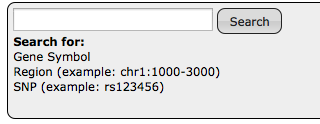 Search
Search for:
Gene Symbol
Region (example: chr1:1000-3000)
SNP (example: rs123456)